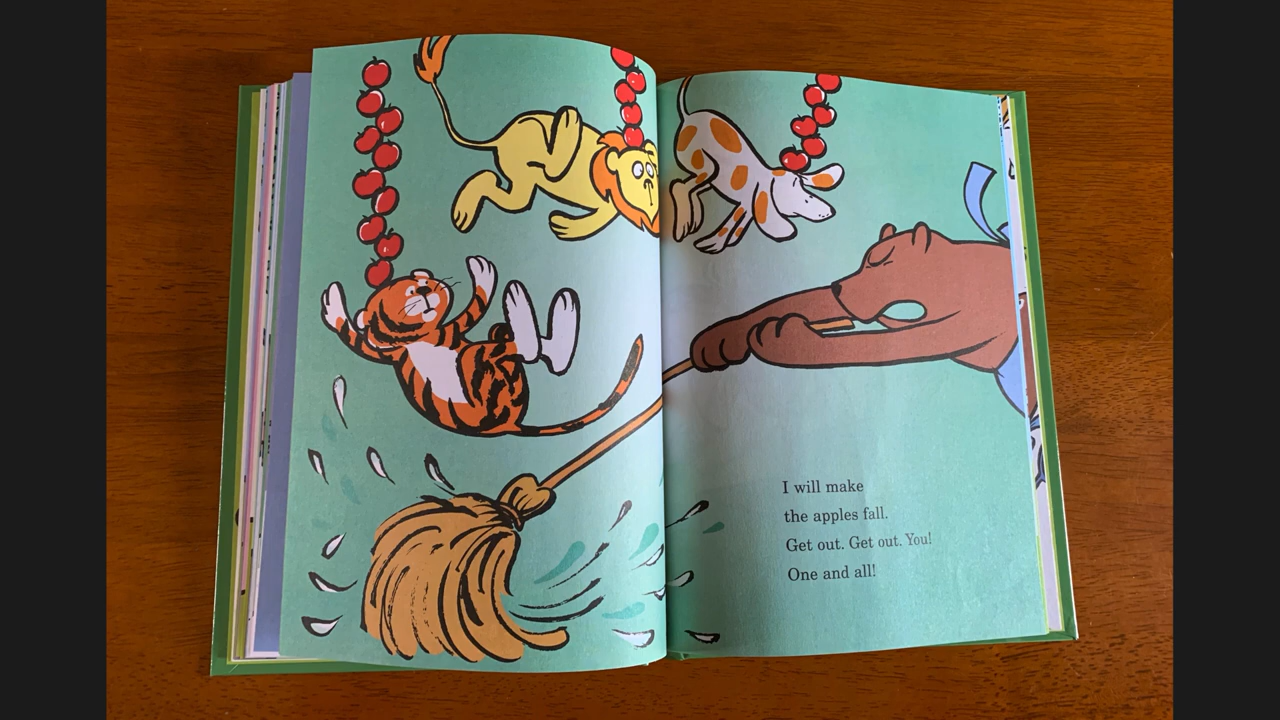 I will make
the apples fall.
Get out. Get out. You!
One and all!